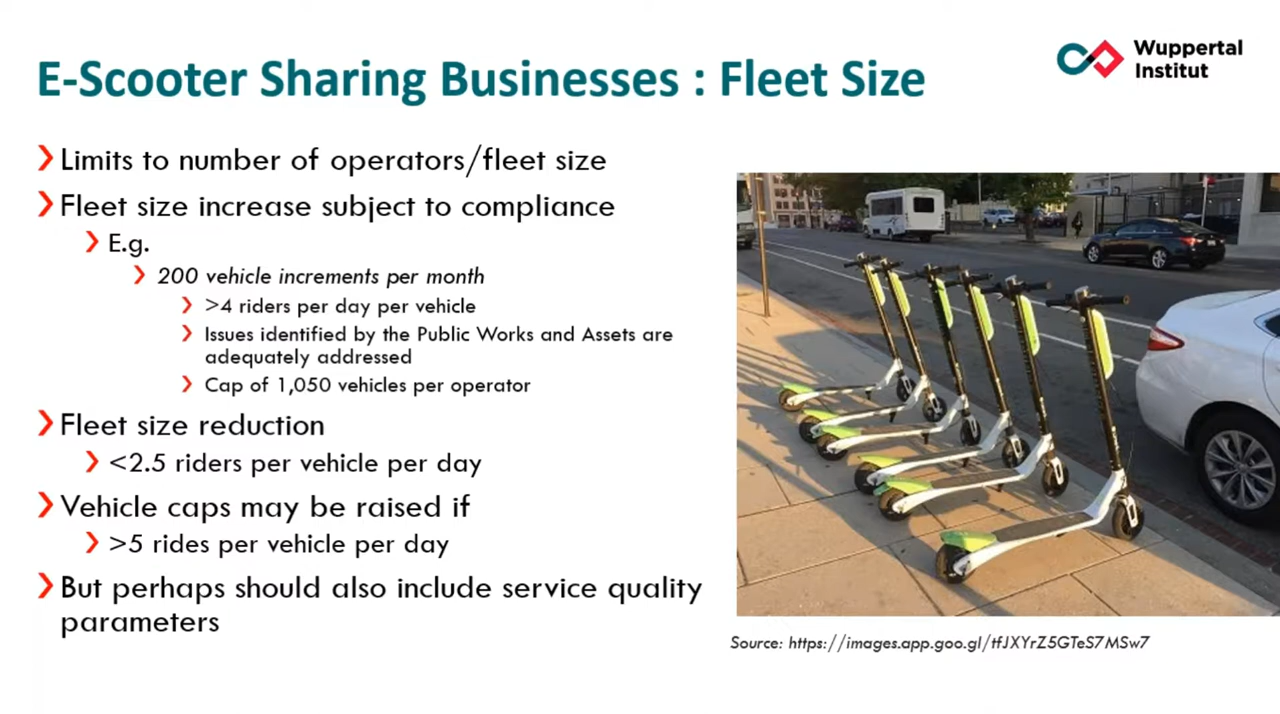 E-Scooter Sharing Businesses : Fleet Size
Wuppertal
Institut
Limits to number of operators/fleet size
Fleet size increase subject to compliance
E.g.
200 vehicle increments per month
>4 riders per day per vehicle
Issues identified by the Public Works and Assets are
adequately addressed
Cap of 1,050 vehicles per operator
Fleet size reduction
<2.5 riders per vehicle per day
Vehicle caps may be raised if
>5 rides per vehicle per day
But perhaps should also include service quality
parameters
Source: https://images.app.goo.gl/tfJXYrZ5GTeS7MSw7